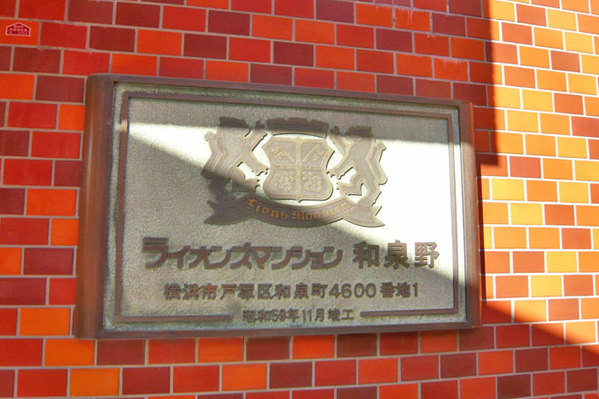 Lions Mansion
ライオンズマンション 和泉野
横浜市戸塚区和泉町4600番地1
昭和58年11月竣工